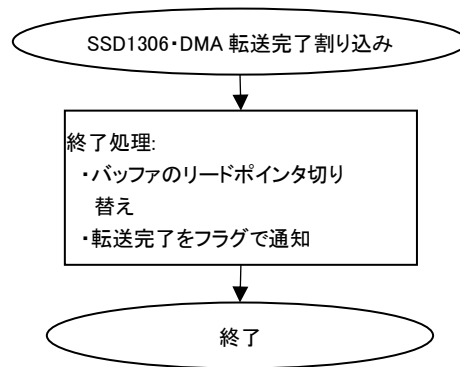 SSD1306・DMA 転送完了割り込み
終了処理:
・バッファのリードポインタ切り
替え
・転送完了をフラグで通知
終了